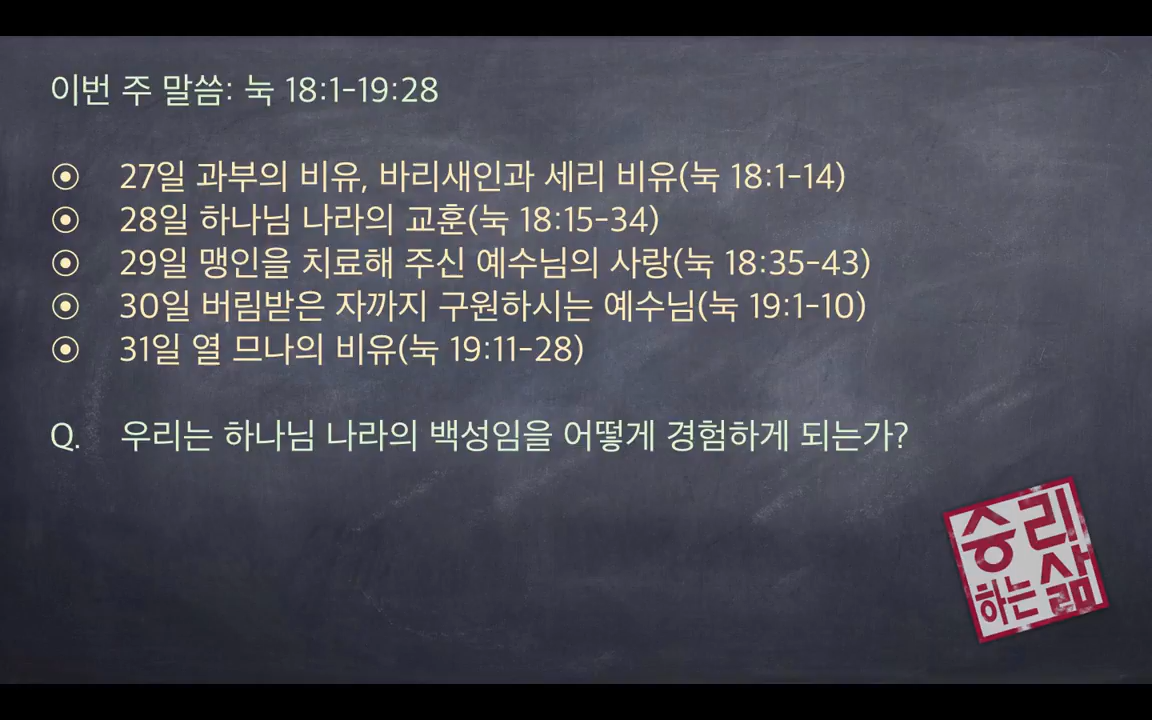 이번 주 말씀: 눅 18:1-19:28
⦿ 27일 과부의 비유, 바리새인과 세리 비유(눅 18:1-14)
⦿ 28일 하나님 나라의 교훈(눅 18:15-34)
⦿ 29일 맹인을 치료해 주신 예수님의 사랑(눅 18:35-43)
⦿ 30일 버림받은 자까지 구원하시는 예수님(눅 19:1-10)
⦿ 31일 열 므나의 비유(눅 19:11-28)
Q. 우리는 하나님 나라의 백성임을 어떻게 경험하게 되는가?
승리
하는 삶